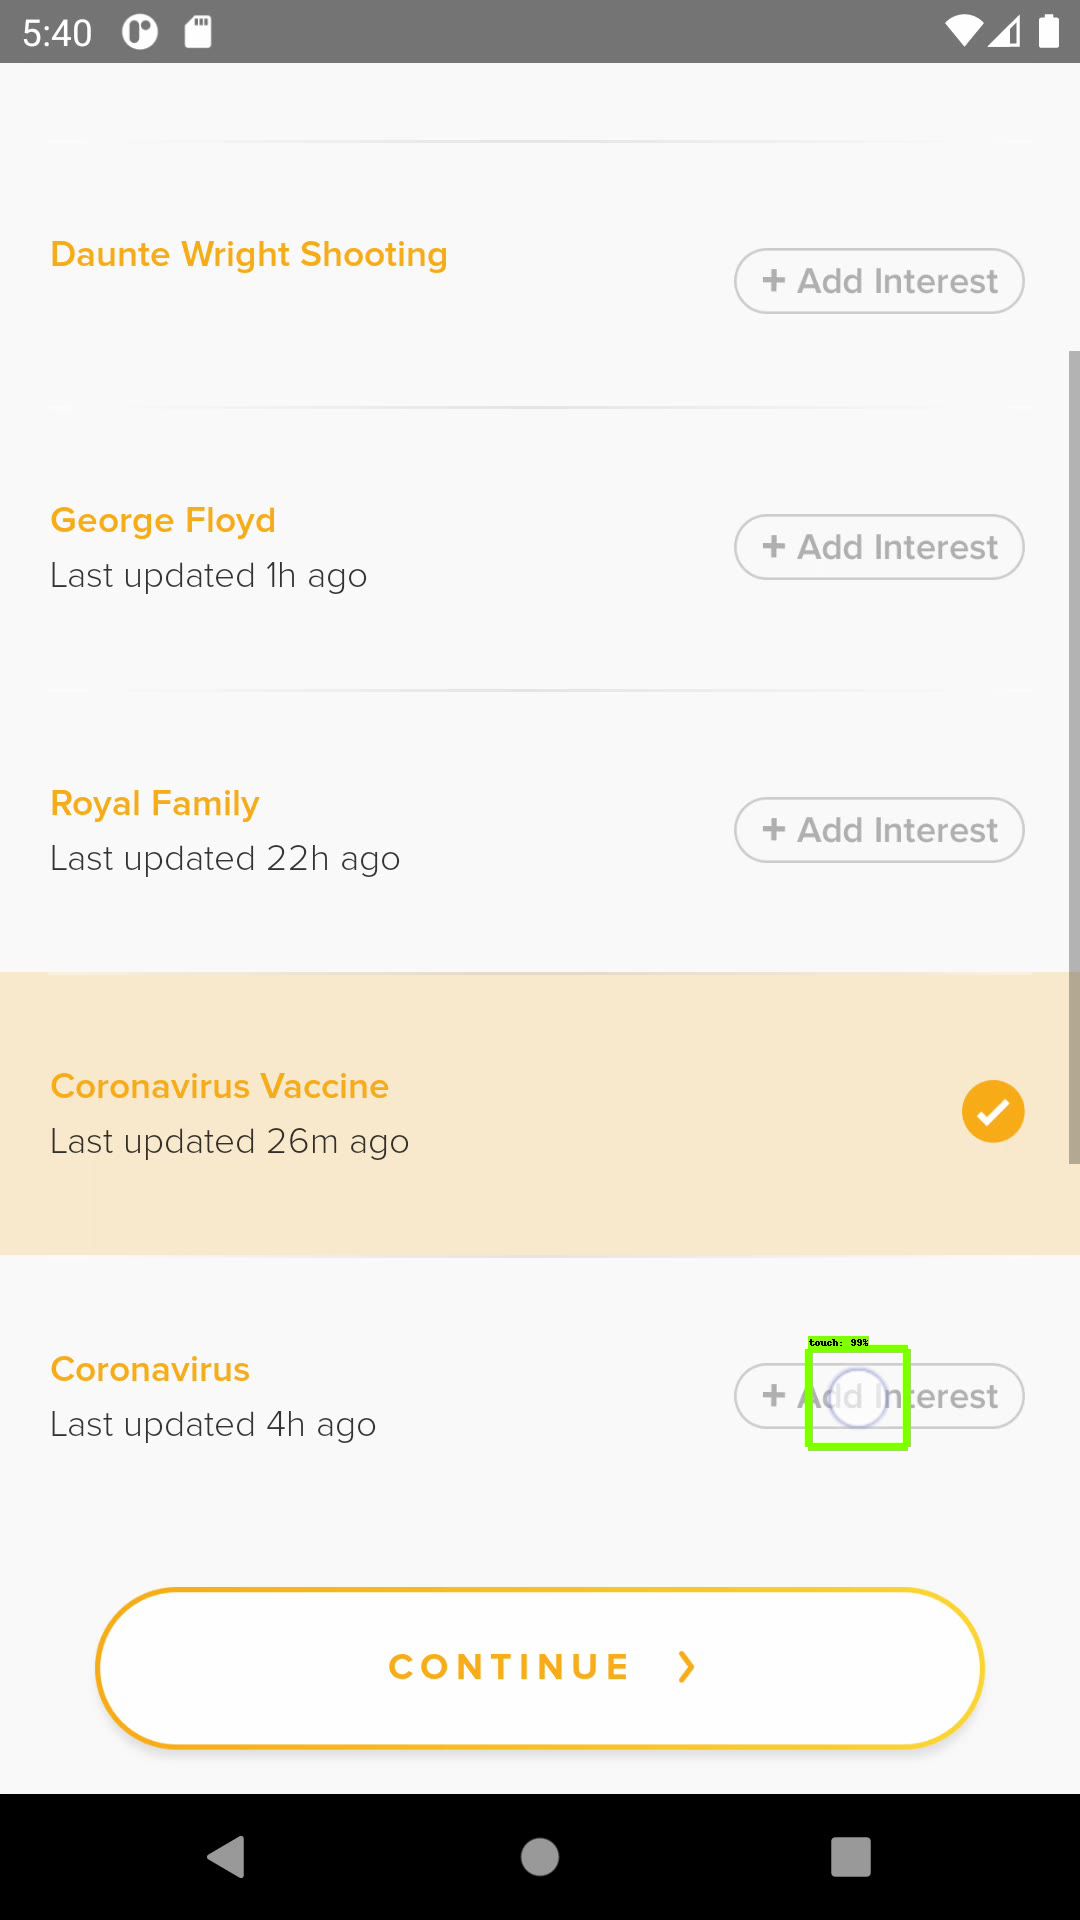 5:40
Daunte Wright Shooting
+ Add Interest
George Floyd
Last updated 1h ago
+ Add Interest
Royal Family
Last updated 22h ago
+ Add Interest
Coronavirus Vaccine
Last updated 26m ago
touch: 99%
Coronavirus
Last updated 4h ago
+ Add Interest
CONTINUE